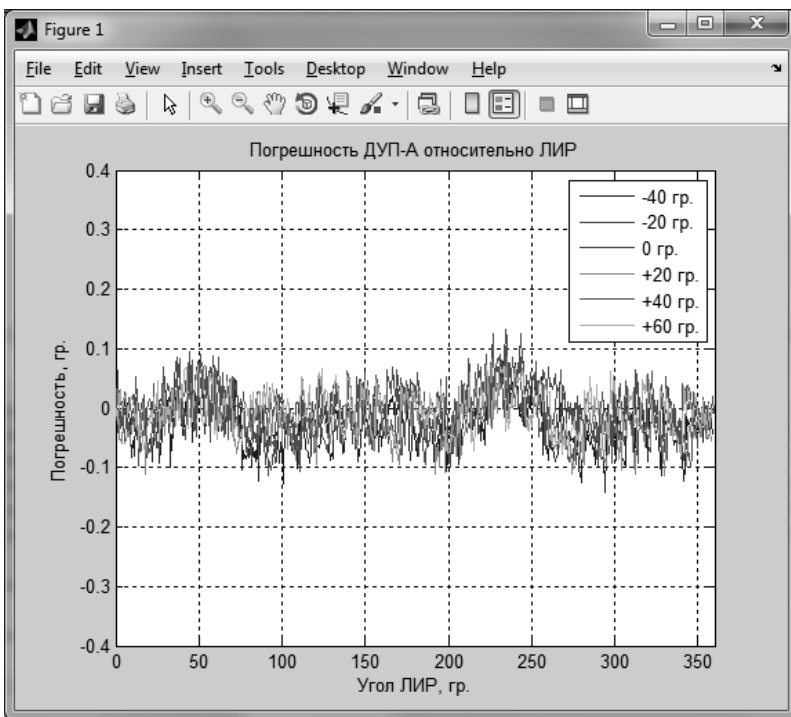 Figure 1
File Edit View Insert Tools Desktop Window Help
Погрешность ДУП-А относительно ЛИР
-40 гр.
-20 гр.
0 гр.
+20 гр.
+40 гр.
+60 гр.
Погрешность, гр.
0.4
0.3
0.2
0.1
0
-0.1
-0.2
-0.3
-0.4
0 50 100 150 200 250 300 350
Угол ЛИР, гр.